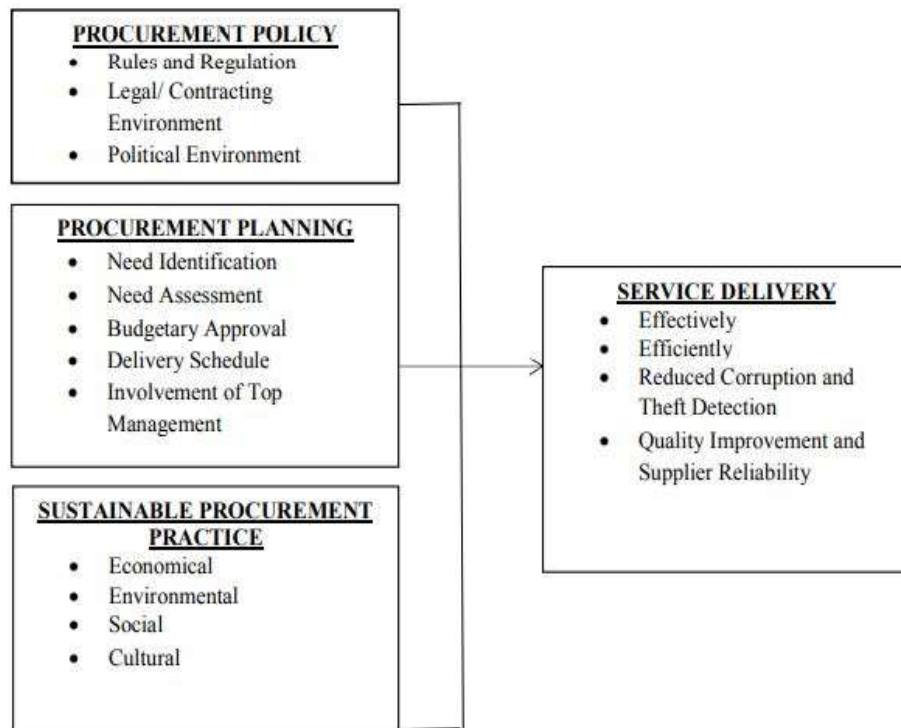 PROCUREMENT POLICY
• Rules and Regulation
• Legal/ Contracting
Environment
• Political Environment
PROCUREMENT PLANNING
• Need Identification
• Need Assessment
• Budgetary Approval
• Delivery Schedule
• Involvement of Top
Management
SUSTAINABLE PROCUREMENT
PRACTICE
• Economical
• Environmental
• Social
• Cultural
SERVICE DELIVERY
• Effectively
• Efficiently
• Reduced Corruption and
Theft Detection
• Quality Improvement and
Supplier Reliability